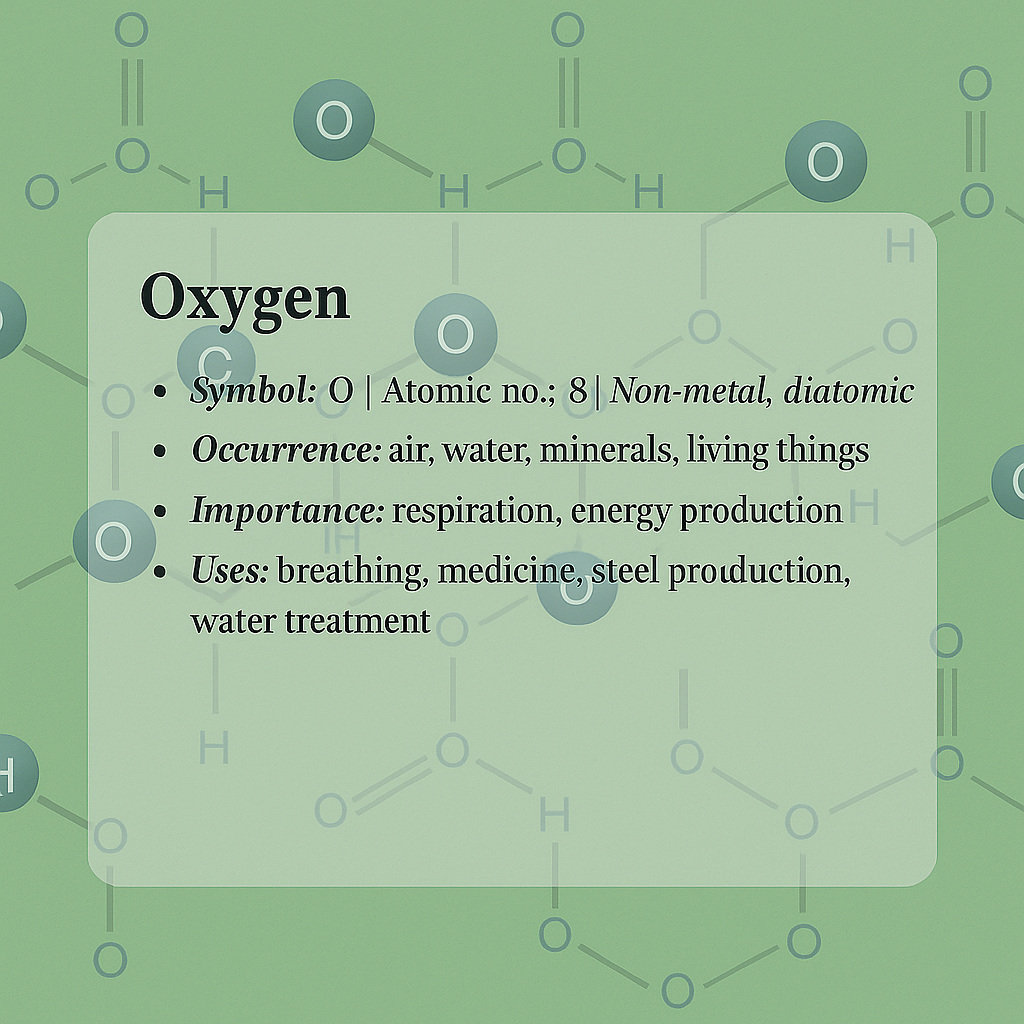 Oxygen
• Symbol: O | Atomic no.; 8 | Non-metal, diatomic
• Occurrence: air, water, minerals, living things
• Importance: respiration, energy production
• Uses: breathing, medicine, steel production,
water treatment